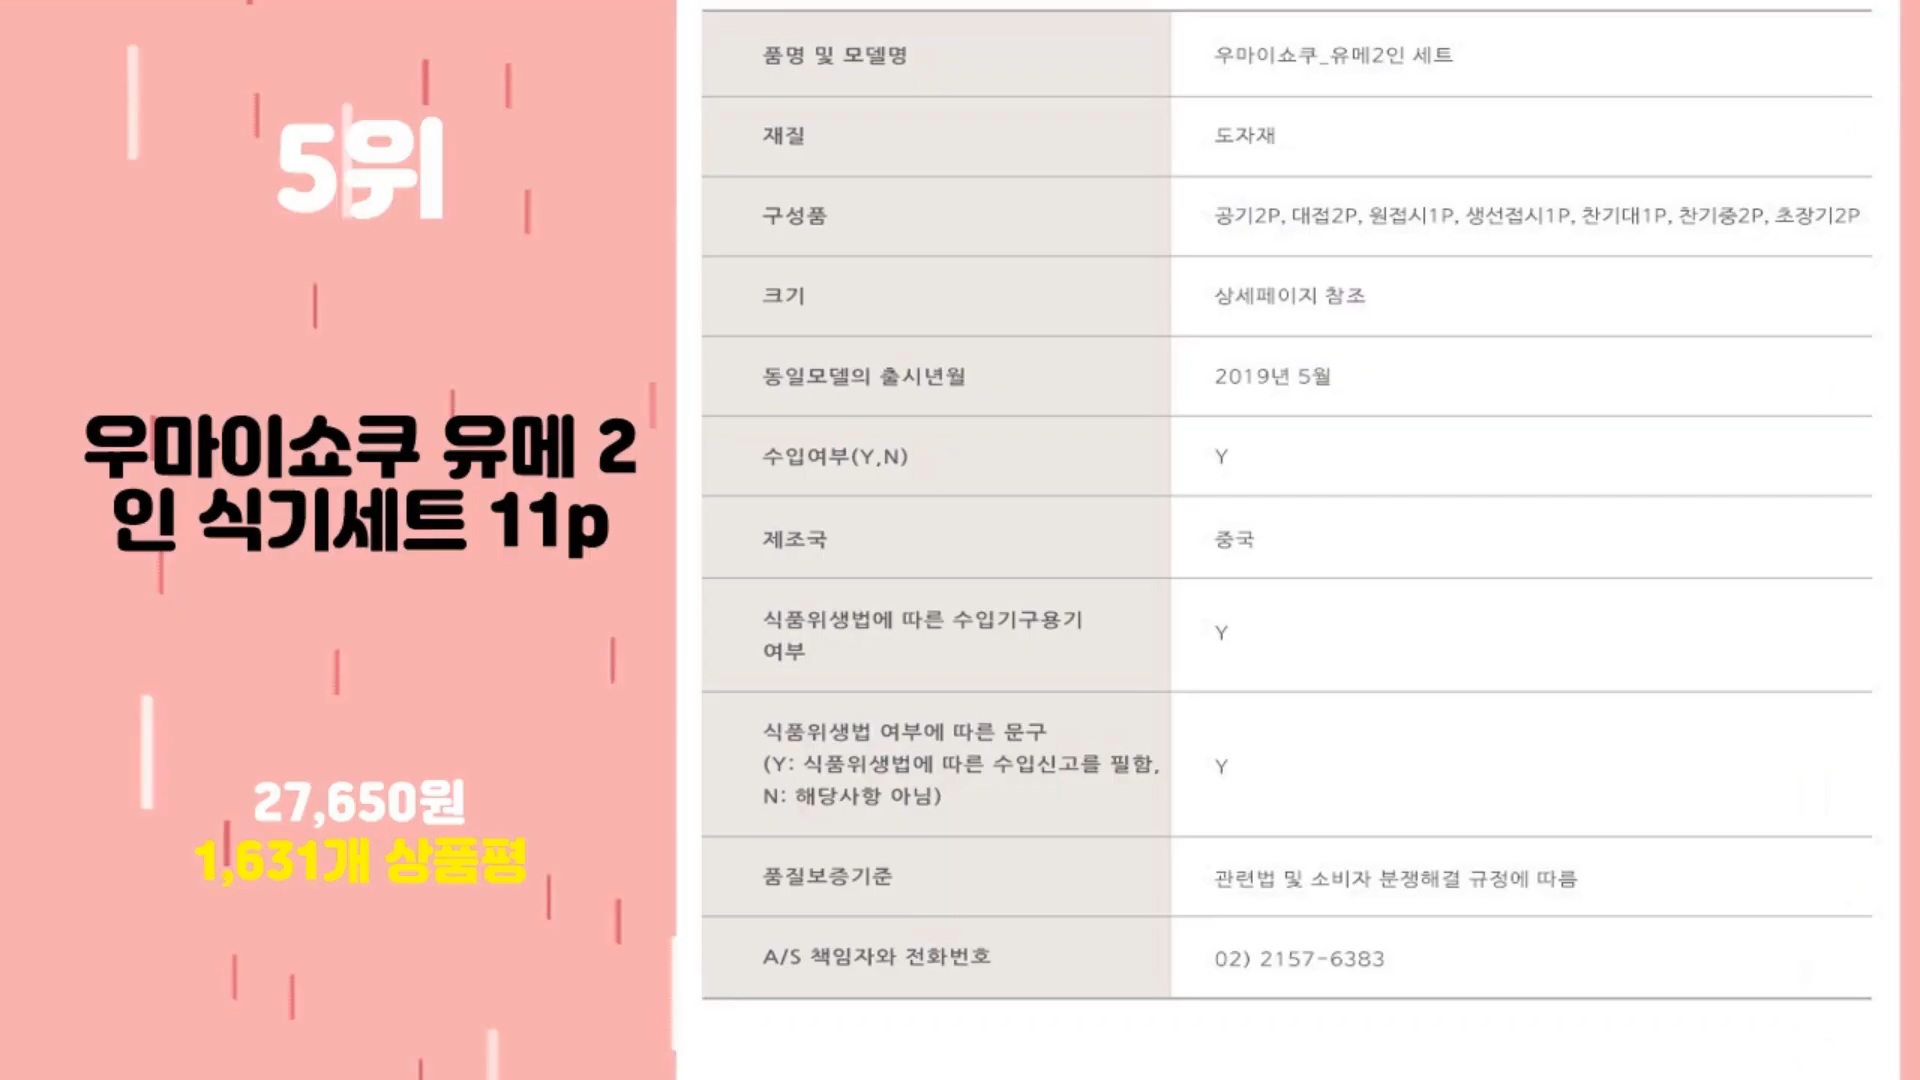 5위
우마이쇼쿠 유메 2
인 식기세트 11p
27,650원
1,631개 상품평
품명 및 모델명
우마이쇼쿠_유메2인 세트
재질
도자재
구성품
공기2P, 대접2P, 원접시1P, 생선접시1P, 찬기대1P, 찬기중2P, 초장기2P
크기
상세페이지 참조
동일모델의 출시년월
2019년 5월
수입여부(Y,N)
Y
제조국
중국
식품위생법에 따른 수입기구용기
여부
Y
식품위생법 여부에 따른 문구
(Y: 식품위생법에 따른 수입신고를 필함,
N: 해당사항 아님)
Y
품질보증기준
관련법 및 소비자 분쟁해결 규정에 따름
A/S 책임자와 전화번호
02) 2157-6383